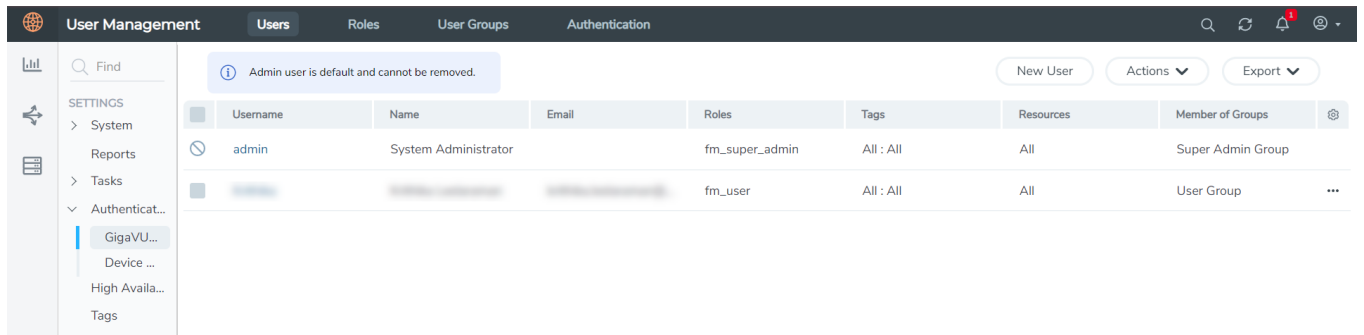 User Management Users Roles User Groups Authentication 1
Find
Admin user is default and cannot be removed.
New User Actions Export
SETTINGS
Username Name Email Roles Tags Resources Member of Groups
System
admin System Administrator fm_super_admin All : All All Super Admin Group
Reports
Tasks
fm_user All : All All User Group ...
Authenticat...
GigaVU...
Device ...
High Availa...
Tags